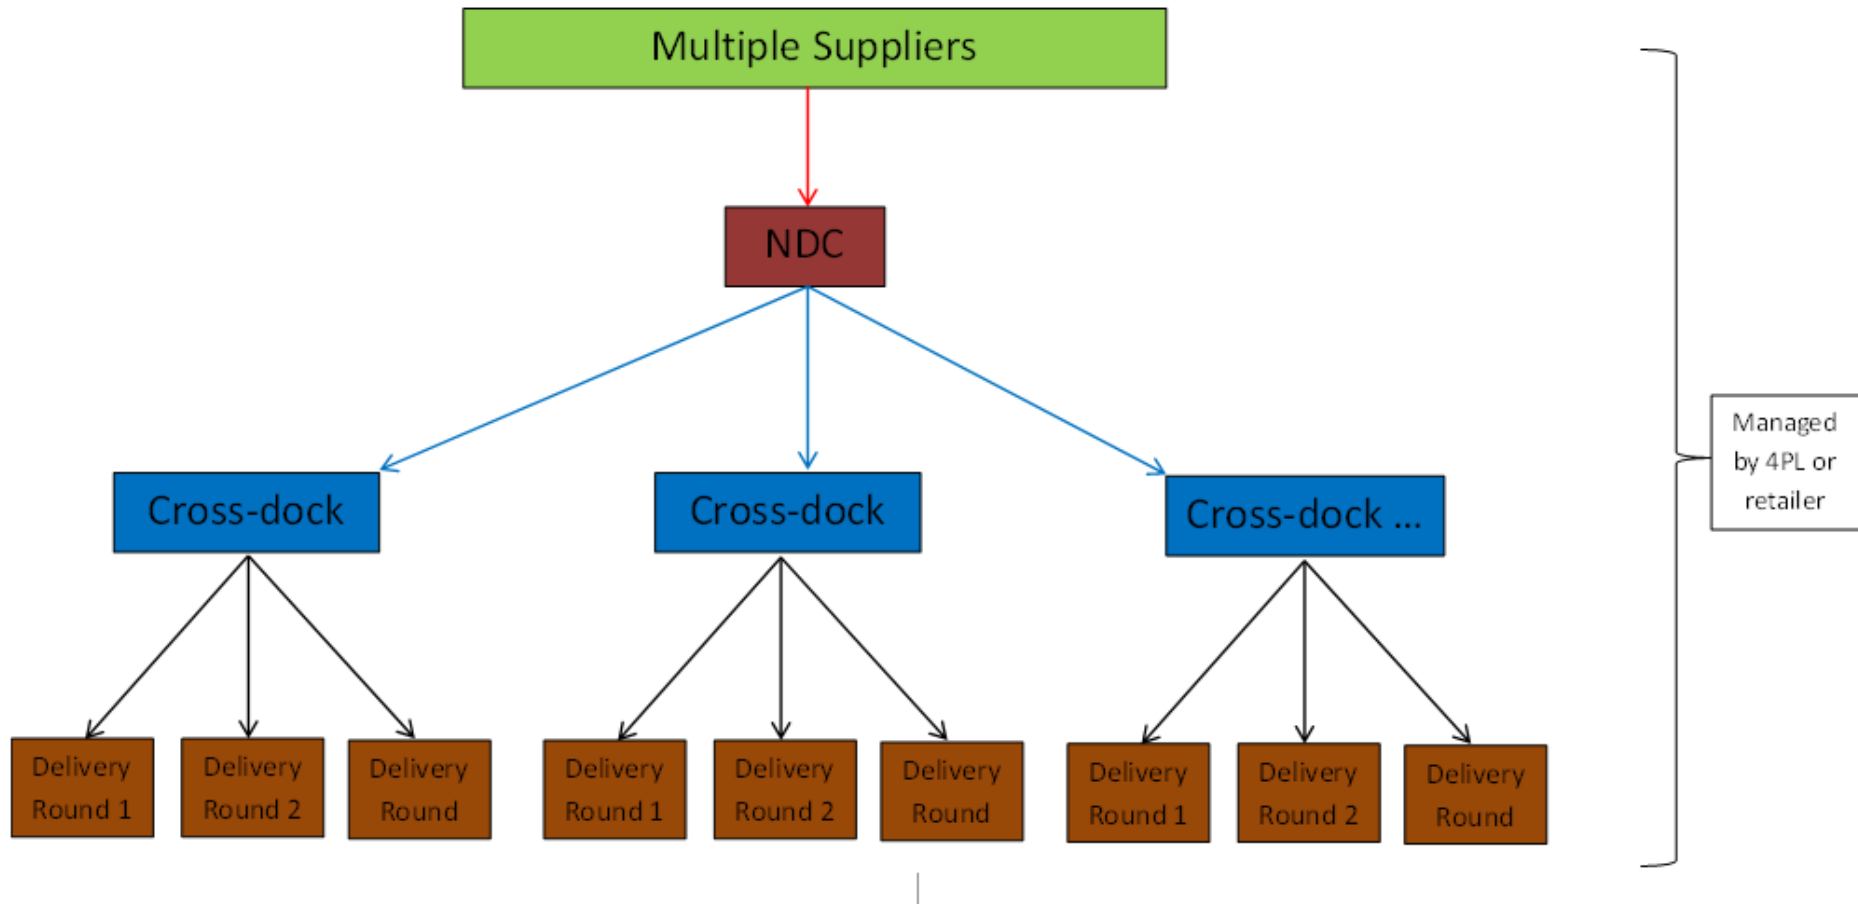 Multiple Suppliers
NDC
Cross-dock
Cross-dock
Cross-dock ...
Managed
by 4PL or
retailer
Delivery
Round 1
Delivery
Round 2
Delivery
Round
Delivery
Round 1
Delivery
Round 2
Delivery
Round
Delivery
Round 1
Delivery
Round 2
Delivery
Round